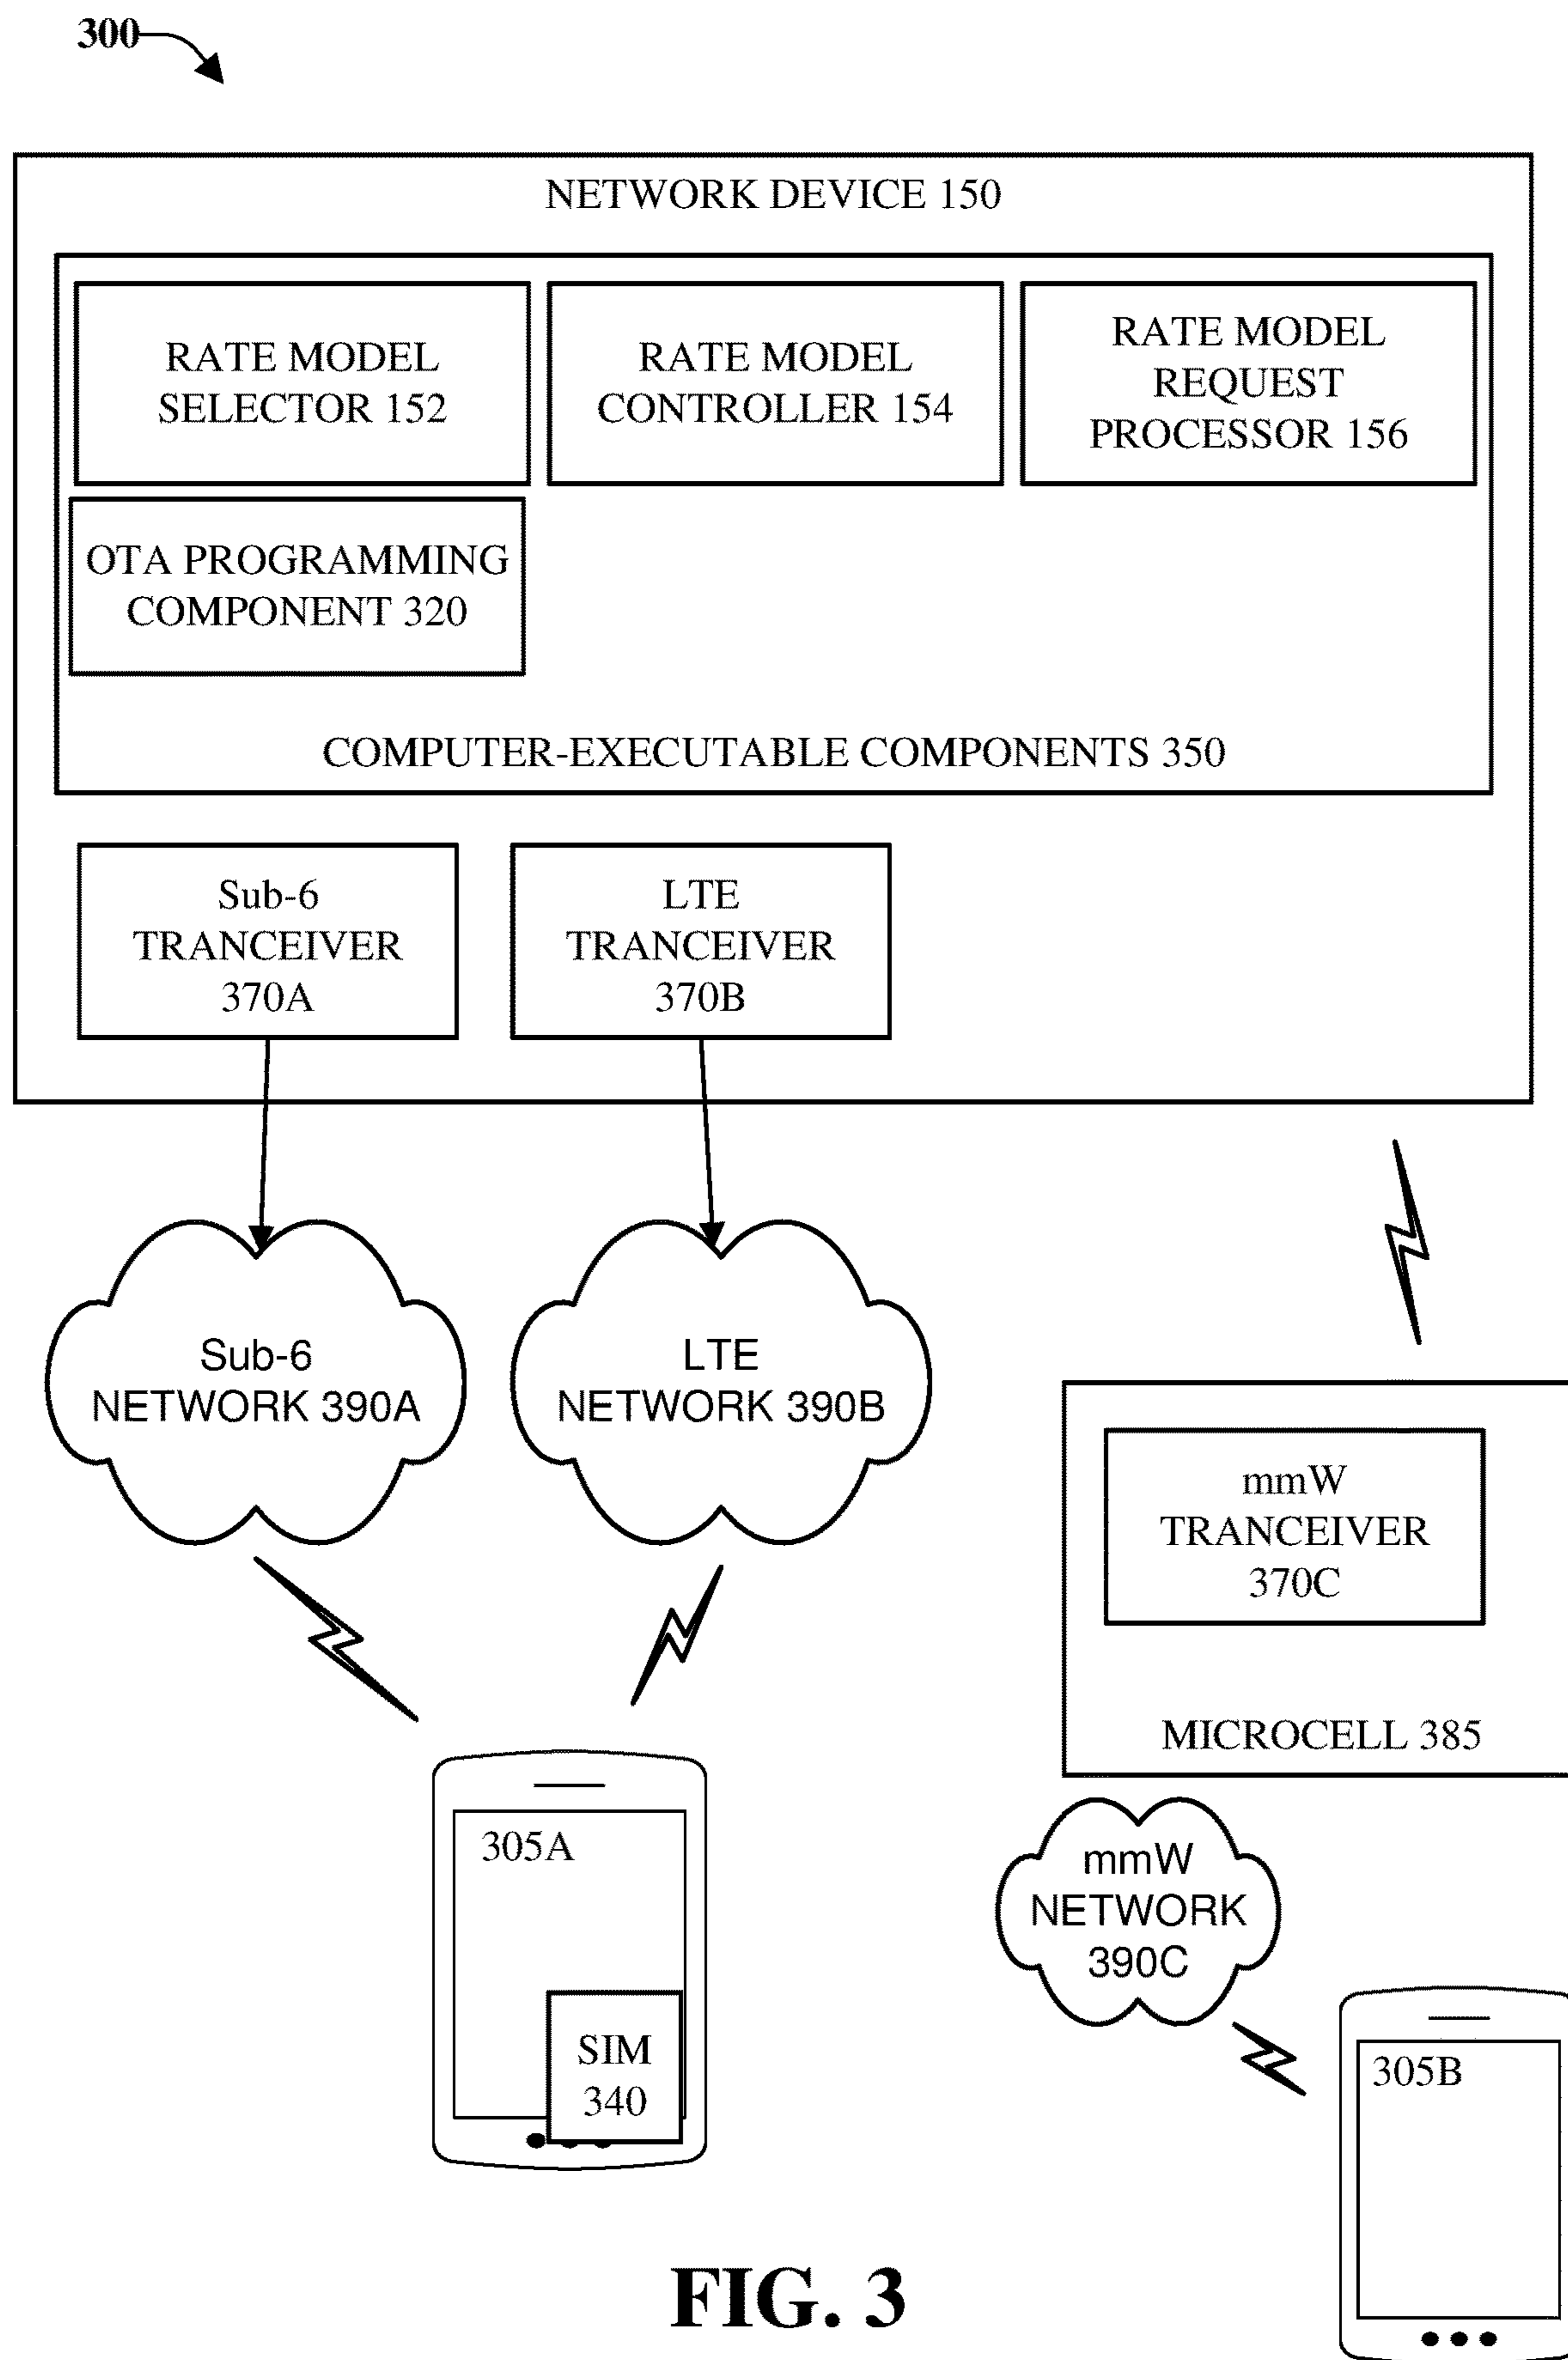 300
NETWORK DEVICE 150
RATE MODEL
SELECTOR 152
RATE MODEL
CONTROLLER 154
RATE MODEL
REQUEST
PROCESSOR 156
OTA PROGRAMMING
COMPONENT 320
COMPUTER-EXECUTABLE COMPONENTS 350
Sub-6
TRANCEIVER
370A
LTE
TRANCEIVER
370B
Sub-6
NETWORK 390A
LTE
NETWORK 390B
mmW
TRANCEIVER
370C
MICROCELL 385
305A
SIM
340
mmW
NETWORK
390C
305B
FIG. 3